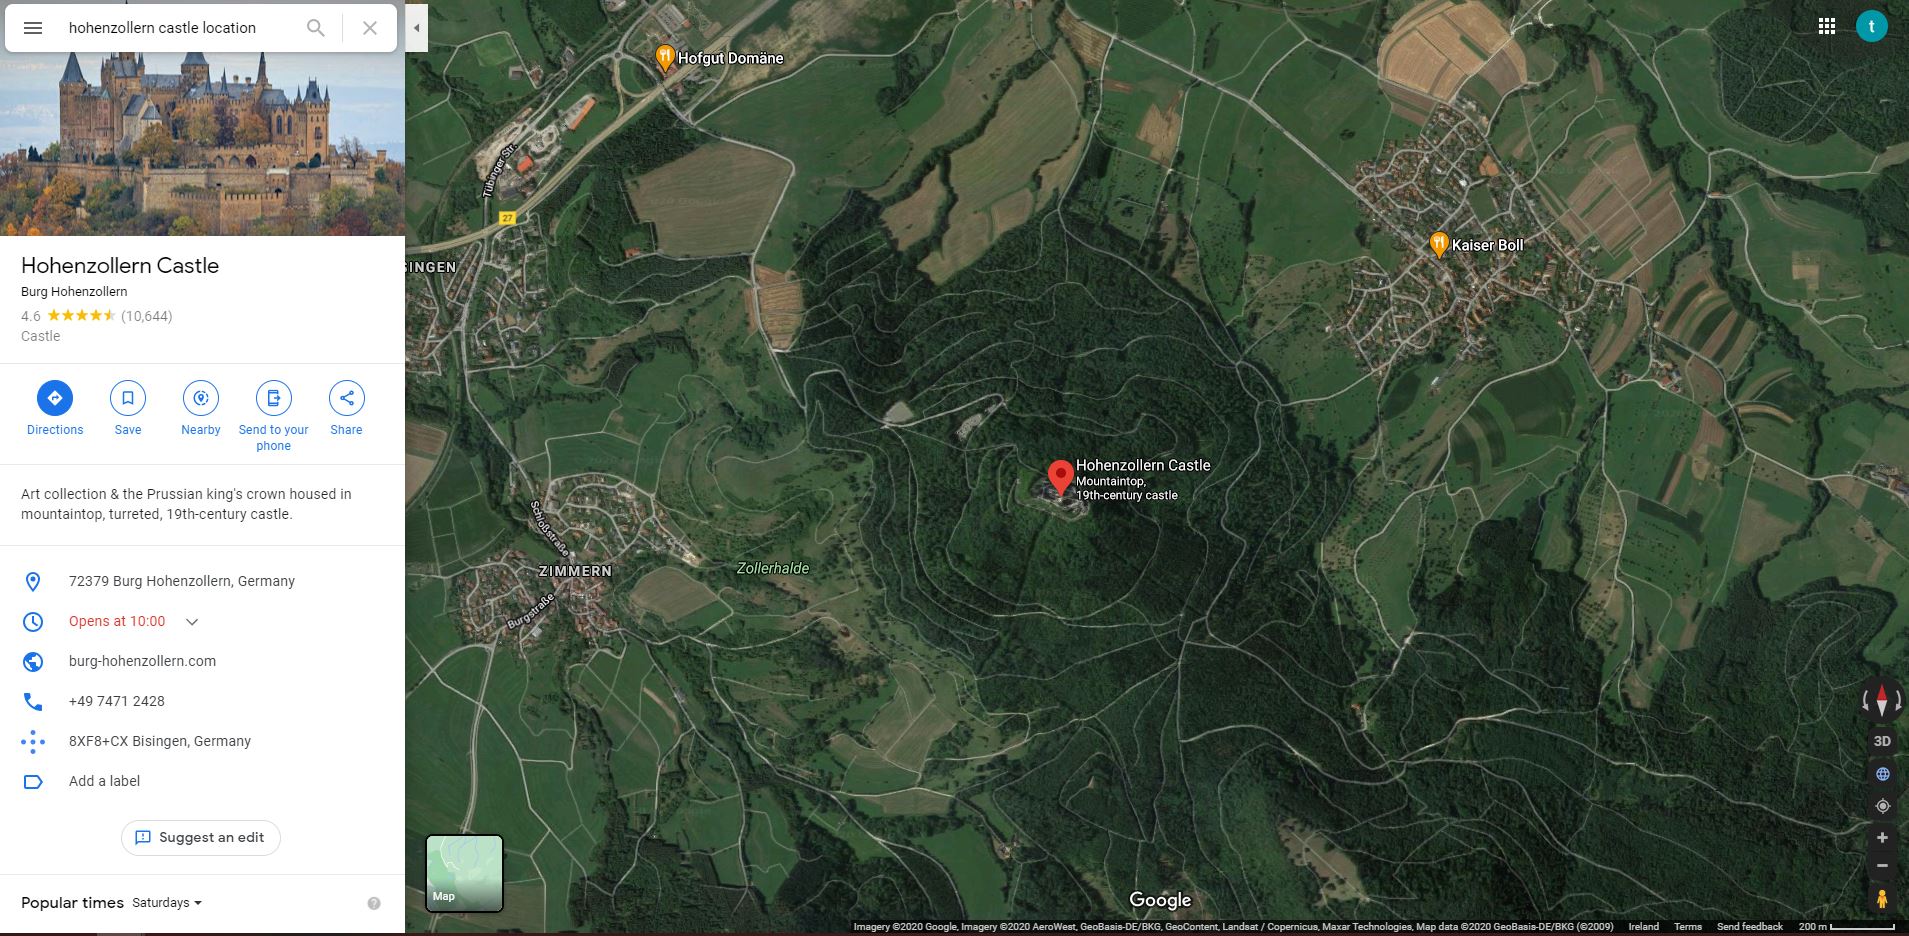 hohenzollern castle location
Hohenzollern Castle
Burg Hohenzollern
4.6 (10,644)
Castle
Directions
Save
Nearby
Send to your
phone
Share
Art collection & the Prussian king's crown housed in
mountaintop, turreted, 19th-century castle.
72379 Burg Hohenzollern, Germany
Opens at 10:00
burg-hohenzollern.com
+49 7471 2428
8XF8+CX Bisingen, Germany
Add a label
Suggest an edit
Popular times Saturdays
?
t
Hofgut Domäne
Tübinger Str.
27
SINGEN
Kaiser Boll
Hohenzollern Castle
Mountaintop,
19th-century castle
Schloßstraße
ZIMMERN
Zollerhalde
Burgstraße
3D
+
−
Map
Google
Imagery ©2020 Google, Imagery ©2020 AeroWest, GeoBasis-DE/BKG, GeoContent, Landsat / Copernicus, Maxar Technologies, Map data ©2020 GeoBasis-DE/BKG (©2009) Ireland Terms Send feedback 200 m